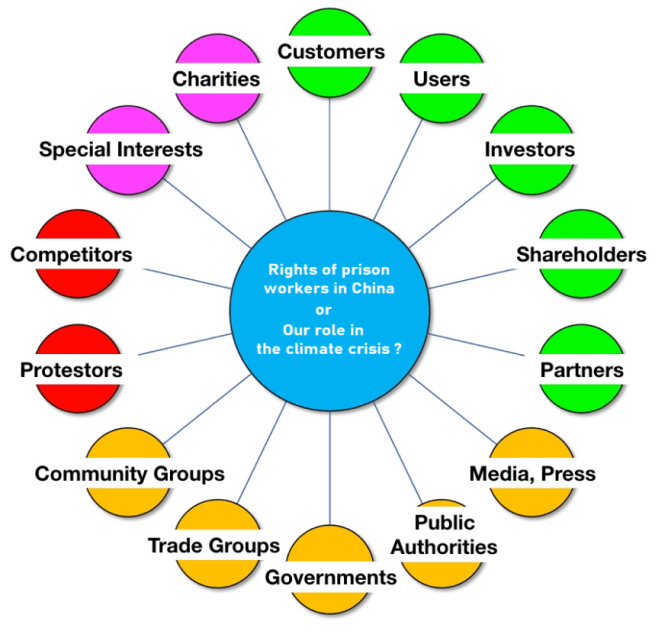 Customers
Users
Investors
Shareholders
Partners
Media, Press
Public
Authorities
Governments
Trade Groups
Community Groups
Protestors
Competitors
Special Interests
Charities
Rights of prison
workers in China
or
Our role in
the climate crisis ?